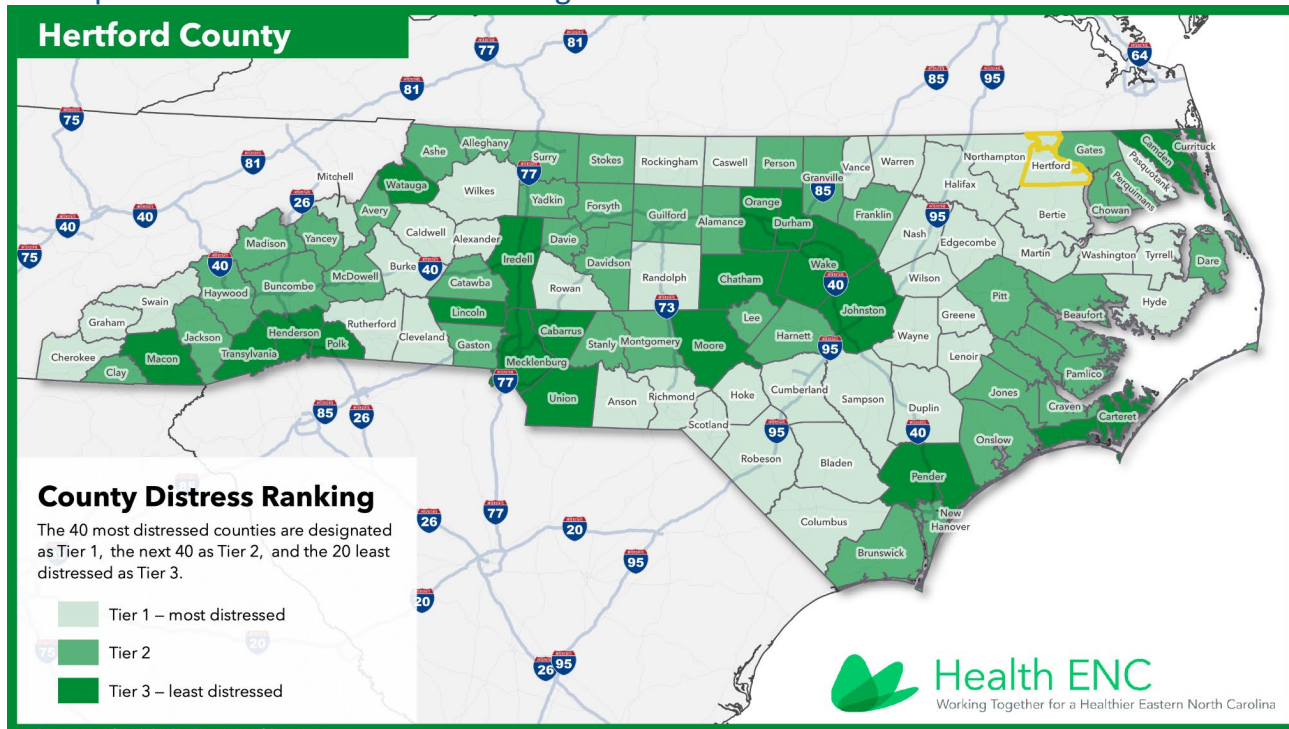 Hertford County
77
81
64
81
85
95
75
81
26
40
40
75
77
85
95
40
40
40
73
95
77
85
26
95
40
26
77
20
95
20
75
20
26
95
Mitchell
Ashe
Alleghany
Surry
Stokes
Rockingham
Caswell
Person
Granville
Vance
Warren
Northampton
Hertford
Gates
Camden
Currituck
Pasquotank
Perquimans
Chowan
Watauga
Wilkes
Yadkin
Forsyth
Guilford
Alamance
Orange
Durham
Franklin
Halifax
Bertie
Avery
Caldwell
Alexander
Iredell
Davie
Davidson
Randolph
Chatham
Wake
Nash
Edgecombe
Martin
Washington
Tyrrell
Dare
Madison
Yancey
McDowell
Burke
Catawba
Rowan
Johnston
Wilson
Pitt
Beaufort
Hyde
Swain
Haywood
Buncombe
Rutherford
Cleveland
Lincoln
Gaston
Cabarrus
Stanly
Montgomery
Moore
Lee
Harnett
Wayne
Greene
Lenoir
Graham
Jackson
Henderson
Transylvania
Polk
Mecklenburg
Cherokee
Macon
Clay
Union
Anson
Richmond
Hoke
Cumberland
Sampson
Duplin
Jones
Craven
Pamlico
Carteret
Scotland
Robeson
Bladen
Onslow
Pender
Columbus
New
Hanover
Brunswick
County Distress Ranking
The 40 most distressed counties are designated
as Tier 1, the next 40 as Tier 2, and the 20 least
distressed as Tier 3.
Tier 1 – most distressed
Tier 2
Tier 3 – least distressed
Health ENC
Working Together for a Healthier Eastern North Carolina